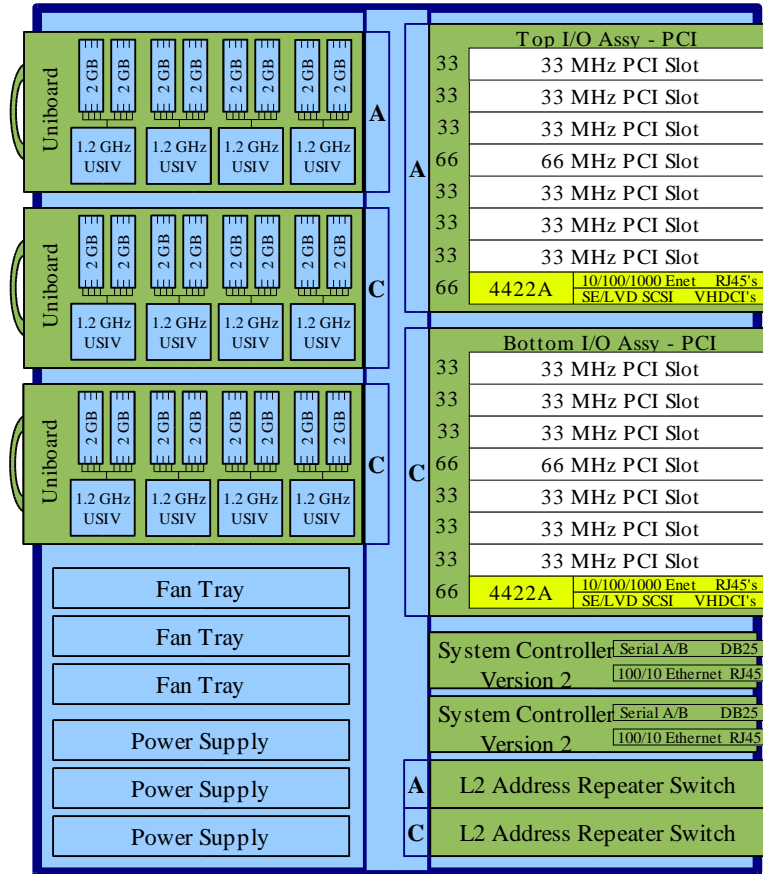 Uniboard
2 GB 2 GB 2 GB 2 GB 2 GB 2 GB 2 GB 2 GB
1.2 GHz USIV 1.2 GHz USIV 1.2 GHz USIV 1.2 GHz USIV
A
Uniboard
2 GB 2 GB 2 GB 2 GB 2 GB 2 GB 2 GB 2 GB
1.2 GHz USIV 1.2 GHz USIV 1.2 GHz USIV 1.2 GHz USIV
C
Uniboard
2 GB 2 GB 2 GB 2 GB 2 GB 2 GB 2 GB 2 GB
1.2 GHz USIV 1.2 GHz USIV 1.2 GHz USIV 1.2 GHz USIV
C
Fan Tray
Fan Tray
Fan Tray
Power Supply
Power Supply
Power Supply
A
Top I/O Assy - PCI
33 33 MHz PCI Slot
33 33 MHz PCI Slot
33 33 MHz PCI Slot
66 66 MHz PCI Slot
33 33 MHz PCI Slot
33 33 MHz PCI Slot
33 33 MHz PCI Slot
66 4422A 10/100/1000 Enet RJ45's
SE/LVD SCSI VHDCI's
C
Bottom I/O Assy - PCI
33 33 MHz PCI Slot
33 33 MHz PCI Slot
33 33 MHz PCI Slot
66 66 MHz PCI Slot
33 33 MHz PCI Slot
33 33 MHz PCI Slot
33 33 MHz PCI Slot
66 4422A 10/100/1000 Enet RJ45's
SE/LVD SCSI VHDCI's
System Controller Serial A/B DB25
Version 2 100/10 Ethernet RJ45
System Controller Serial A/B DB25
Version 2 100/10 Ethernet RJ45
A L2 Address Repeater Switch
C L2 Address Repeater Switch